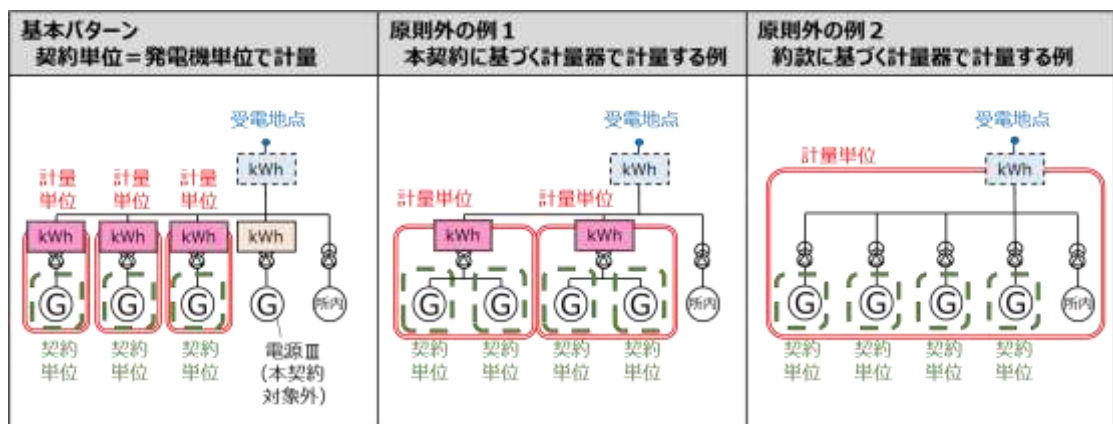 基本パターン
契約単位=発電機単位で計量
受電地点
kWh
計量
単位
計量
単位
計量
単位
kWh
kWh
kWh
kWh
G
G
G
G
所内
契約
単位
契約
単位
契約
単位
電源Ⅲ
(本契約
対象外)
原則外の例1
本契約に基づく計量器で計量する例
受電地点
kWh
計量単位
計量単位
kWh
kWh
G
G
G
G
所内
契約
単位
契約
単位
契約
単位
契約
単位
原則外の例2
約款に基づく計量器で計量する例
受電地点
計量単位
kWh
G
G
G
G
所内
契約
単位
契約
単位
契約
単位
契約
単位